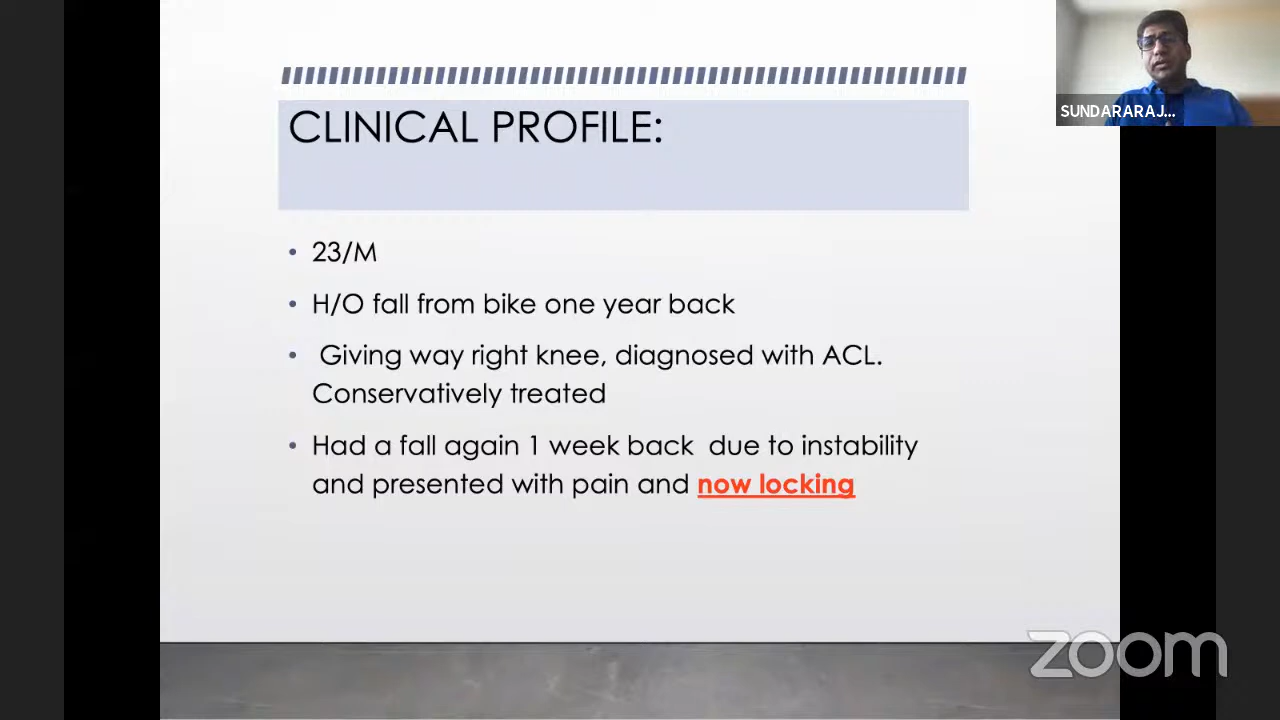 CLINICAL PROFILE:
SUNDARARAJ...
• 23/M
• H/O fall from bike one year back
• Giving way right knee, diagnosed with ACL.
Conservatively treated
• Had a fall again 1 week back due to instability
and presented with pain and now locking
zoom